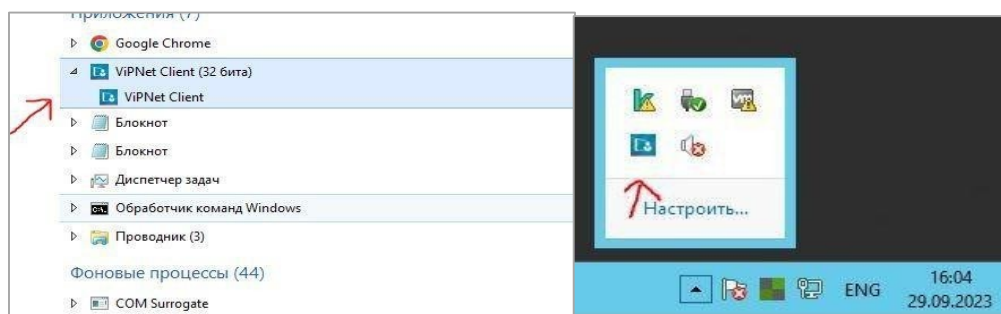 Приложения (7)
Google Chrome
ViPNet Client (32 бита)
ViPNet Client
Блокнот
Блокнот
Диспетчер задач
Обработчик команд Windows
Проводник (3)
Фоновые процессы (44)
COM Surrogate
Настроить...
ENG
16:04
29.09.2023